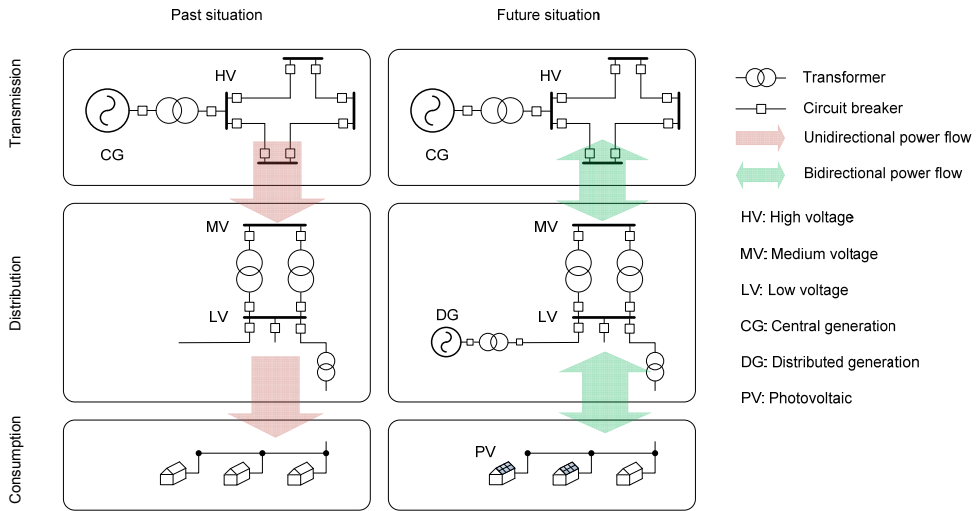 Past situation
Future situation
Transmission
HV
CG
HV
CG
Transformer
Circuit breaker
Unidirectional power flow
Bidirectional power flow
Distribution
MV
LV
MV
DG
LV
HV: High voltage
MV: Medium voltage
LV: Low voltage
CG: Central generation
DG: Distributed generation
PV: Photovoltaic
Consumption
PV